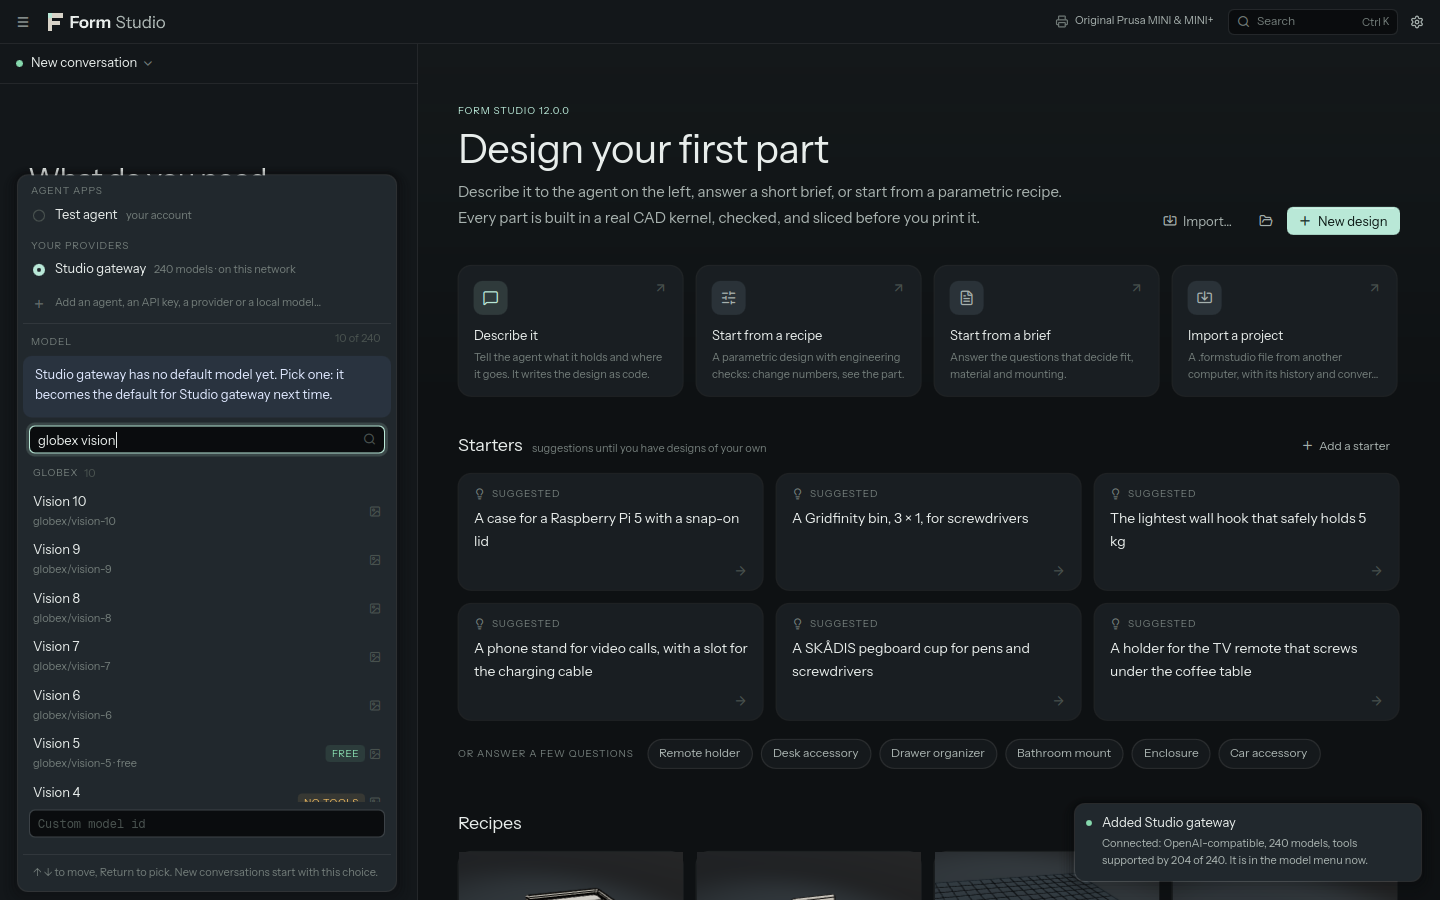 Form Studio
Original Prusa MINI & MINI+
Search
Ctrl K
New conversation
FORM STUDIO 12.0.0
Design your first part
Describe it to the agent on the left, answer a short brief, or start from a parametric recipe.
Every part is built in a real CAD kernel, checked, and sliced before you print it.
Import...
New design
What do you need
AGENT APPS
Test agent your account
YOUR PROVIDERS
Studio gateway 240 models · on this network
Add an agent, an API key, a provider or a local model...
MODEL
10 of 240
Studio gateway has no default model yet. Pick one: it
becomes the default for Studio gateway next time.
globex vision
GLOBEX 10
Vision 10
globex/vision-10
Vision 9
globex/vision-9
Vision 8
globex/vision-8
Vision 7
globex/vision-7
Vision 6
globex/vision-6
Vision 5
globex/vision-5 · free
FREE
Vision 4
NO TOOLS
Custom model id
↑↓ to move, Return to pick. New conversations start with this choice.
Describe it
Tell the agent what it holds and where
it goes. It writes the design as code.
Start from a recipe
A parametric design with engineering
checks: change numbers, see the part.
Start from a brief
Answer the questions that decide fit,
material and mounting.
Import a project
A .formstudio file from another
computer, with its history and conver...
Starters suggestions until you have designs of your own
Add a starter
SUGGESTED
A case for a Raspberry Pi 5 with a snap-on
lid
SUGGESTED
A Gridfinity bin, 3 × 1, for screwdrivers
SUGGESTED
The lightest wall hook that safely holds 5
kg
SUGGESTED
A phone stand for video calls, with a slot for
the charging cable
SUGGESTED
A SKÅDIS pegboard cup for pens and
screwdrivers
SUGGESTED
A holder for the TV remote that screws
under the coffee table
OR ANSWER A FEW QUESTIONS
Remote holder
Desk accessory
Drawer organizer
Bathroom mount
Enclosure
Car accessory
Recipes
Added Studio gateway
Connected: OpenAI-compatible, 240 models, tools
supported by 204 of 240. It is in the model menu now.